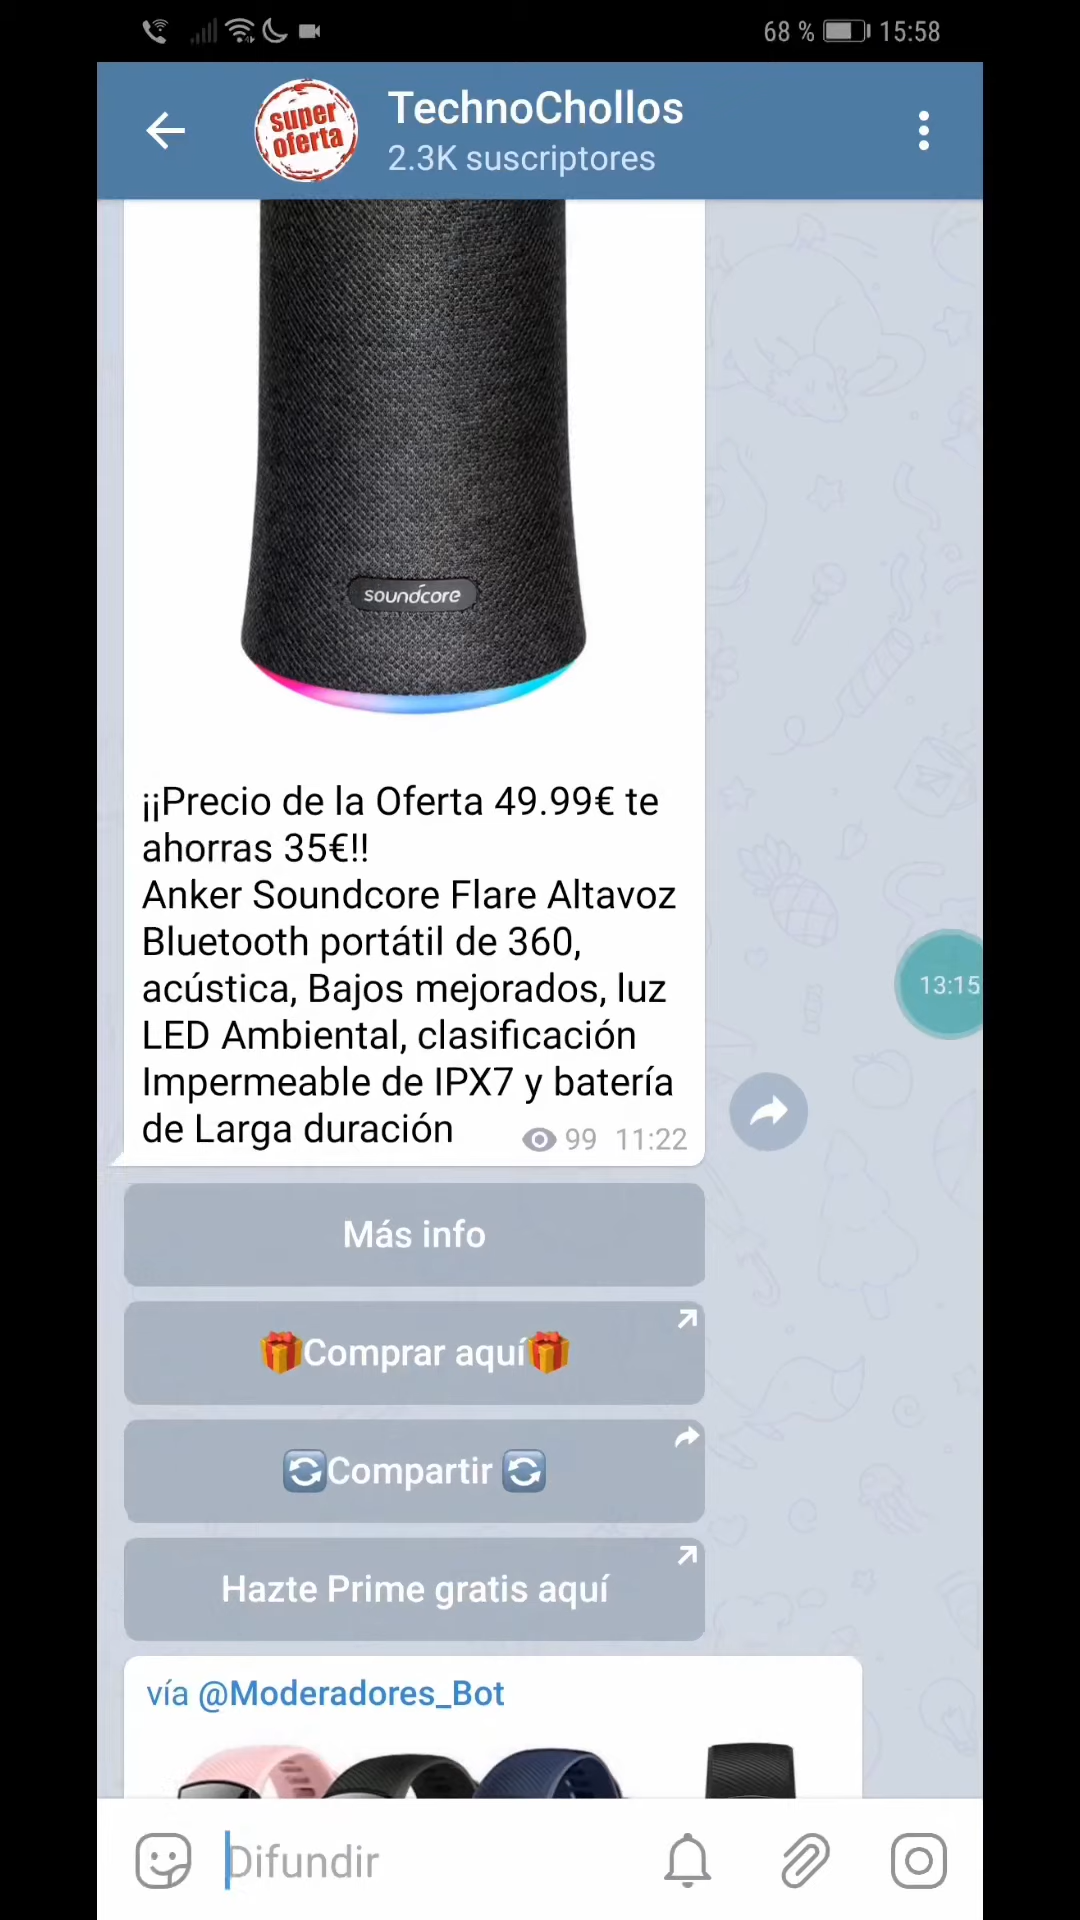 68 % 15:58
super oferta
TechnoChollos
2.3K suscriptores
soundcore
¡¡Precio de la Oferta 49.99€ te
ahorras 35€!!
Anker Soundcore Flare Altavoz
Bluetooth portátil de 360,
acústica, Bajos mejorados, luz
LED Ambiental, clasificación
Impermeable de IPX7 y batería
de Larga duración 99 11:22
13:15
Más info
🎁Comprar aquí🎁
🔄Compartir 🔄
Hazte Prime gratis aquí
vía @Moderadores_Bot
Difundir